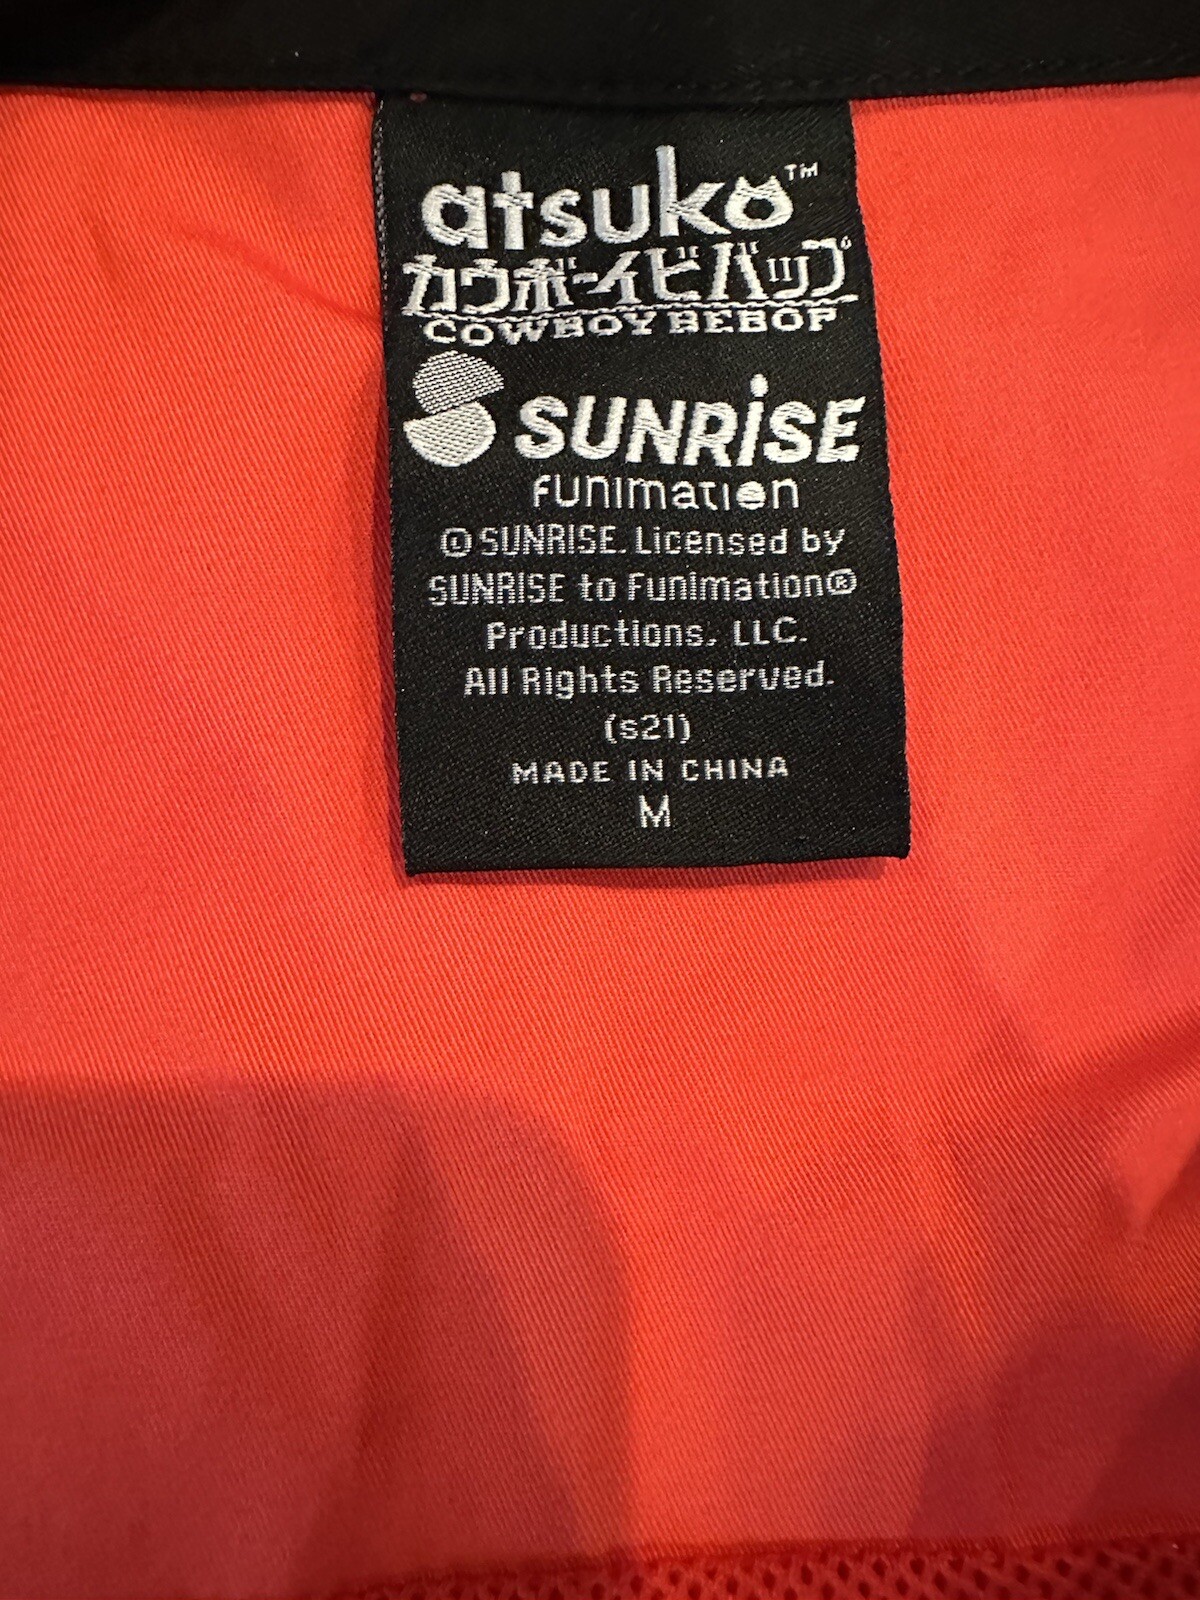 atsuko™
カウボーイビバップ
COWBOY BEBOP
SUNRiSE
FUnimation
© SUNRISE. Licensed by
SUNRISE to Funimation®
Productions, LLC.
All Rights Reserved.
(s21)
MADE IN CHINA
M